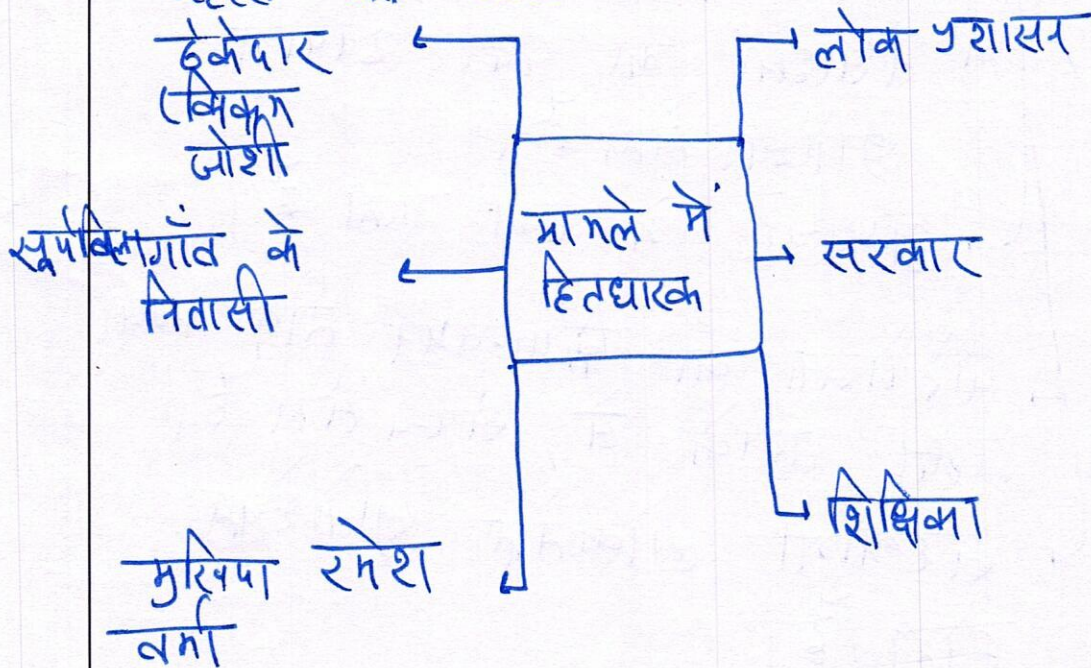 ठेकेदार
(विक्रम
जोशी
लोक प्रशासन
मामले में
हितधारक
गाँव के
निवासी
सरकार
शिक्षिका
मुखिया रमेश
वर्मा